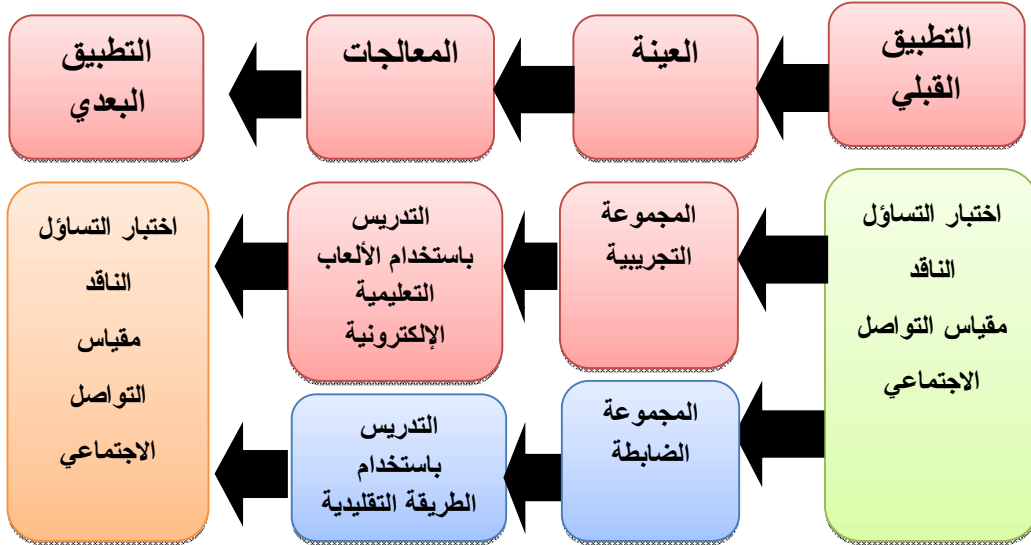 التطبيق
القبلي
العينة
المعالجات
التطبيق
البعدي
اختبار التساؤل
الناقد
مقياس التواصل
الاجتماعي
المجموعة
التجريبية
التدريس
باستخدام الألعاب
التعليمية
الإلكترونية
المجموعة
الضابطة
التدريس
باستخدام
الطريقة التقليدية
اختبار التساؤل
الناقد
مقياس
التواصل
الاجتماعي